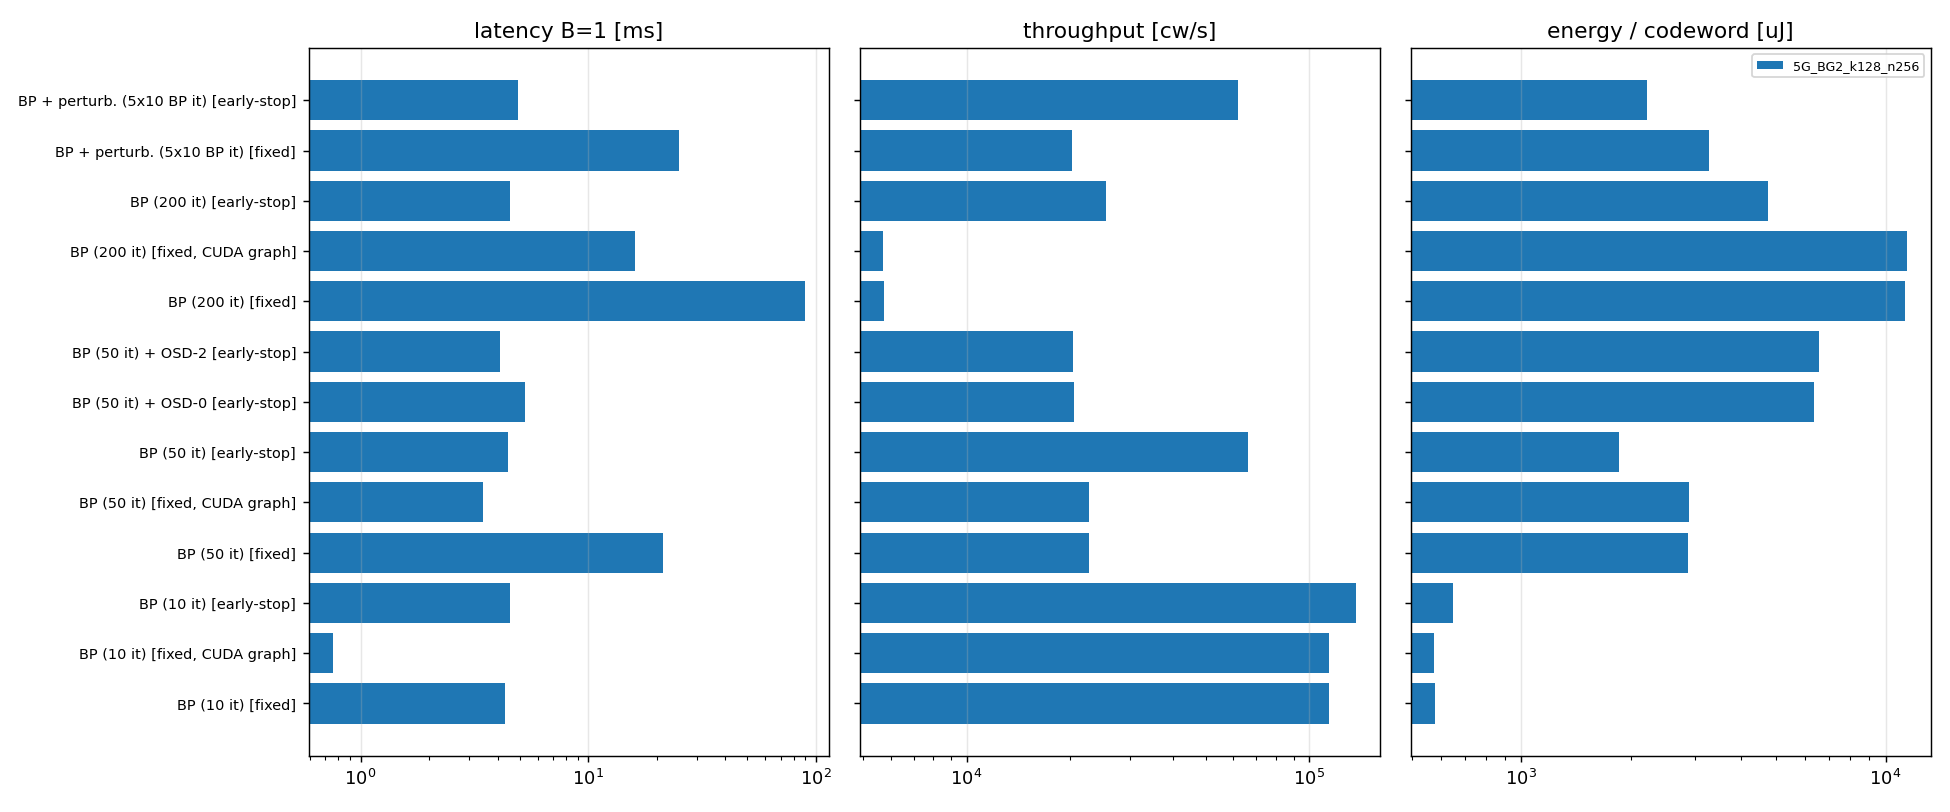 latency B=1 [ms]
throughput [cw/s]
energy / codeword [uJ]
5G_BG2_k128_n256
BP + perturb. (5x10 BP it) [early-stop]
BP + perturb. (5x10 BP it) [fixed]
BP (200 it) [early-stop]
BP (200 it) [fixed, CUDA graph]
BP (200 it) [fixed]
BP (50 it) + OSD-2 [early-stop]
BP (50 it) + OSD-0 [early-stop]
BP (50 it) [early-stop]
BP (50 it) [fixed, CUDA graph]
BP (50 it) [fixed]
BP (10 it) [early-stop]
BP (10 it) [fixed, CUDA graph]
BP (10 it) [fixed]
10⁰ 10¹ 10²
10⁴ 10⁵
10³ 10⁴